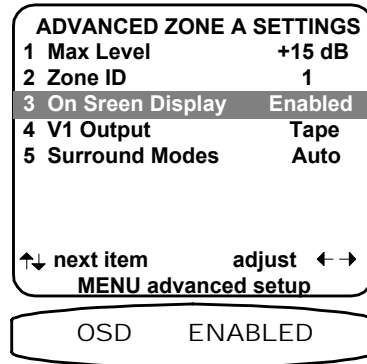 ADVANCED ZONE A SETTINGS
1 Max Level +15 dB
2 Zone ID 1
3 On Sreen Display Enabled
4 V1 Output Tape
5 Surround Modes Auto
↑↓ next item adjust ←→
MENU advanced setup
OSD ENABLED